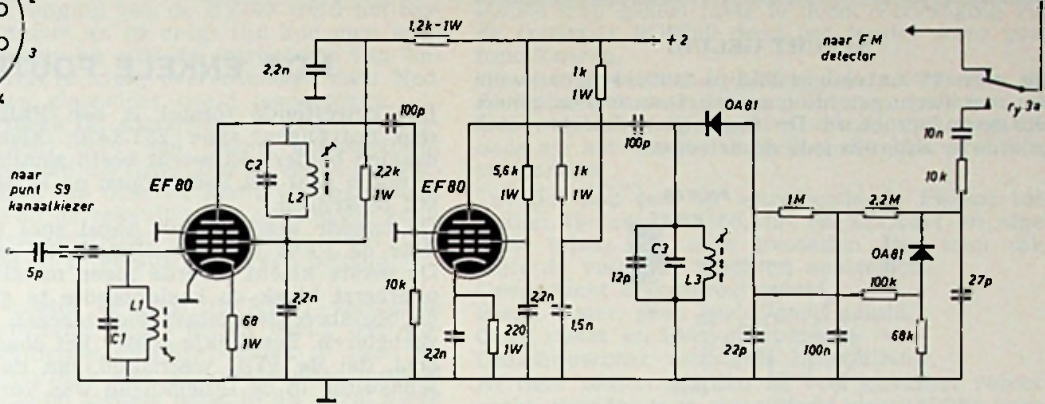 3
4
1,2k-1W
+2
naar FM
detector
ry 3a
2,2n
1k
1W
100p
OA81
10n
100p
C2
L2
2,2k
1W
5,6k
1W
1k
1W
10k
naar
punt S9
kanaalkiezer
EF80
EF80
1M
2,2M
5p
C3
12p
L3
OA81
L1
C1
68
1W
2,2n
10k
2,2n
220
1W
2,2n
1,5n
22p
100n
100k
68k
27p